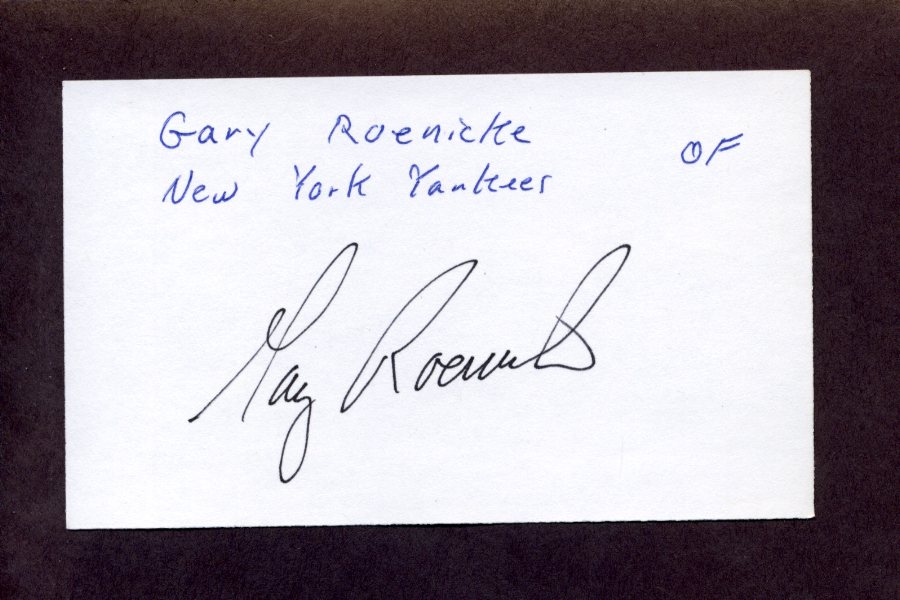 Gary Roenicke
OF
New York Yankees
Gary Roenicke